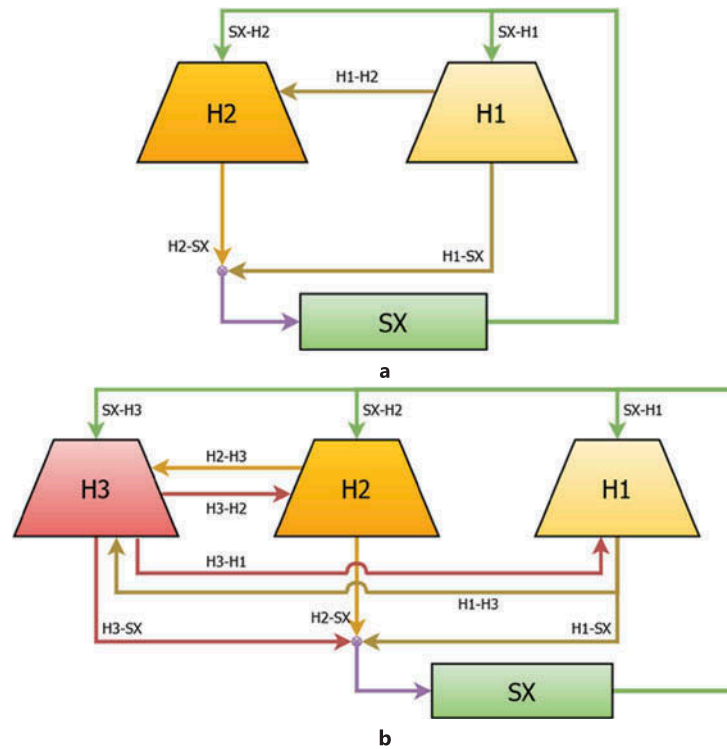 SX-H2
SX-H1
H1-H2
H2
H1
H2-SX
H1-SX
SX
a
SX-H3
SX-H2
SX-H1
H2-H3
H3
H2
H1
H3-H2
H3-H1
H1-H3
H3-SX
H2-SX
H1-SX
SX
b